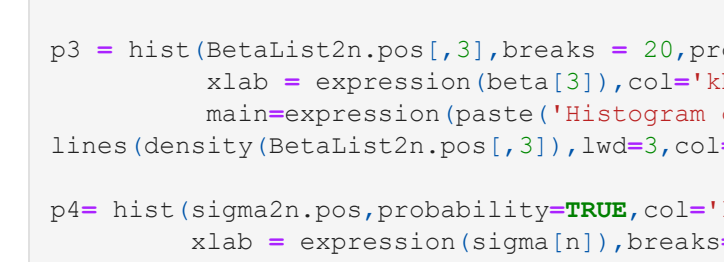 p3 = hist(BetaList2n.pos[,3],breaks = 20,pr
xlab = expression(beta[3]),col='k
main=expression(paste('Histogram
lines(density(BetaList2n.pos[,3]),lwd=3,col=
p4= hist(sigma2n.pos,probability=TRUE,col='
xlab = expression(sigma[n]),breaks=